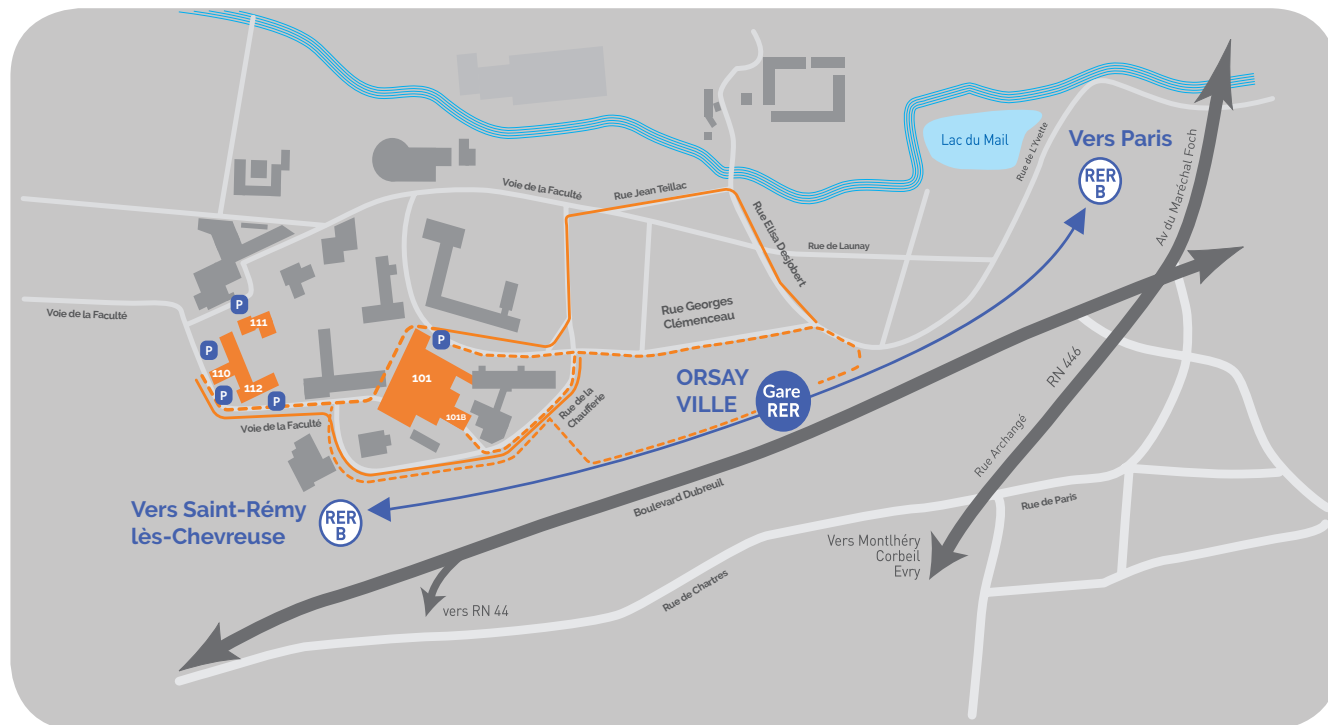 Lac du Mail
Vers Paris
RER
B
Rue de L'Yvette
Av du Maréchal Foch
Voie de la Faculté
Rue Jean Teillac
Rue Elisa Desjobert
Rue de Launay
Rue Georges
Clémenceau
Voie de la Faculté
P
111
P
110
P
112
P
P
101
101B
Voie de la Faculté
Rue de la
Chaufferie
ORSAY
VILLE
Gare
RER
RN 446
Rue Archangé
Rue de Paris
Boulevard Dubreuil
Vers Saint-Rémy
lès-Chevreuse
RER
B
Vers Montlhéry
Corbeil
Evry
Rue de Chartres
vers RN 44